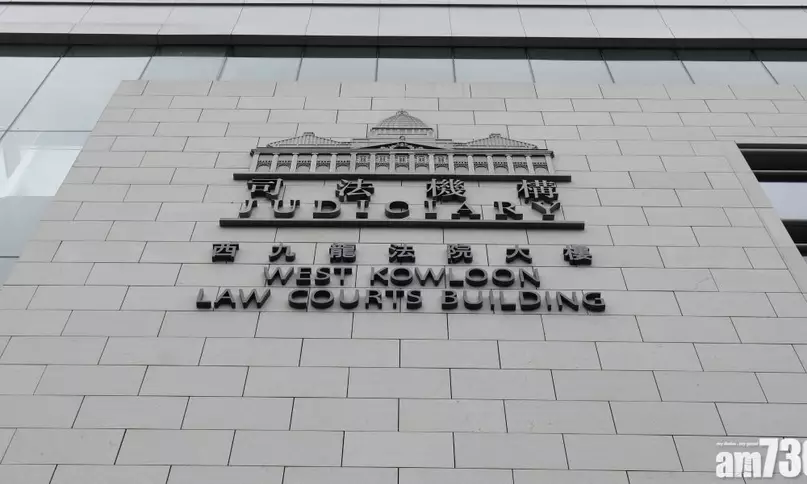 司法機構
JUDICIARY
西九龍法院大樓
WEST KOWLOON
LAW COURTS BUILDING
am730